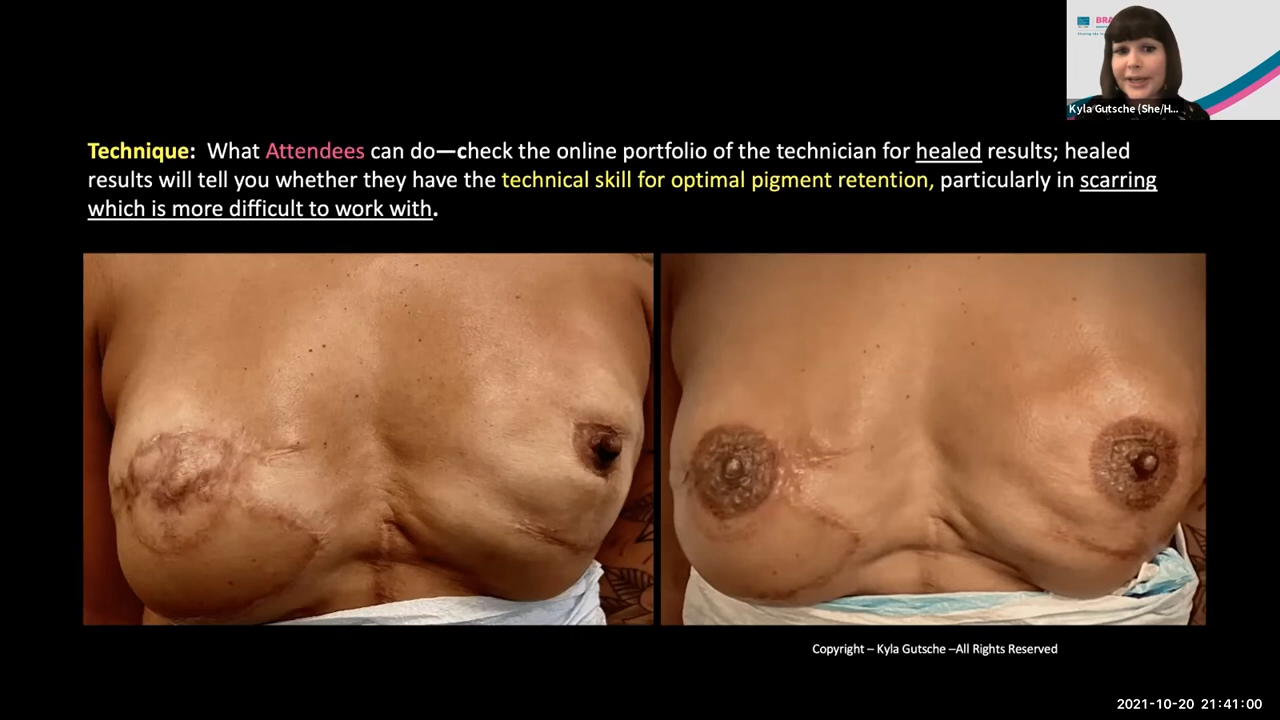 BRA
Kyla Gutsche (She/H...
Technique:  What Attendees can do—check the online portfolio of the technician for healed results; healed
results will tell you whether they have the technical skill for optimal pigment retention, particularly in scarring
which is more difficult to work with.
Copyright – Kyla Gutsche –All Rights Reserved
2021-10-20 21:41:00